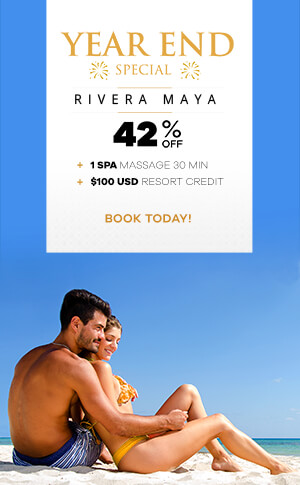 YEAR END
SPECIAL
RIVERA MAYA
42% OFF
+ 1 SPA MASSAGE 30 MIN
+ $100 USD RESORT CREDIT
BOOK TODAY!